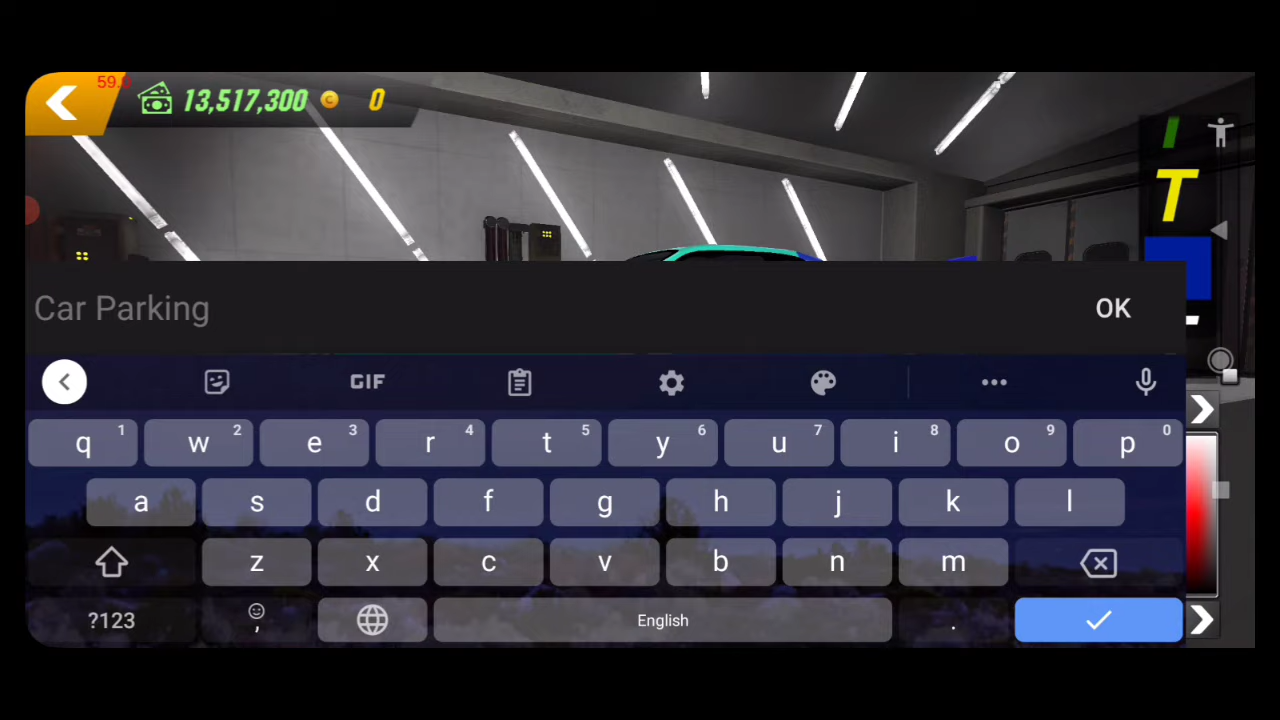 59.
13,517,300 C 0
T
Car Parking OK
GIF
q 1 w 2 e 3 r 4 t 5 y 6 u 7 i 8 o 9 p 0
a s d f g h j k l
z x c v b n m
?123 , English .